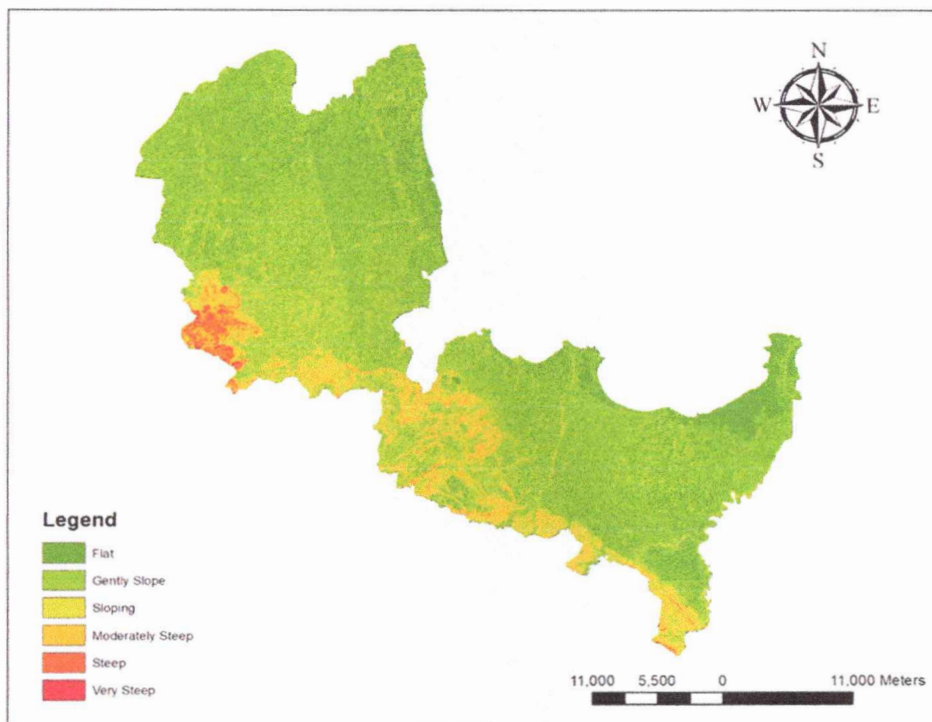 N
W E
S
Legend
Flat
Gently Slope
Sloping
Moderately Steep
Steep
Very Steep
11,000 5,500 0 11,000 Meters